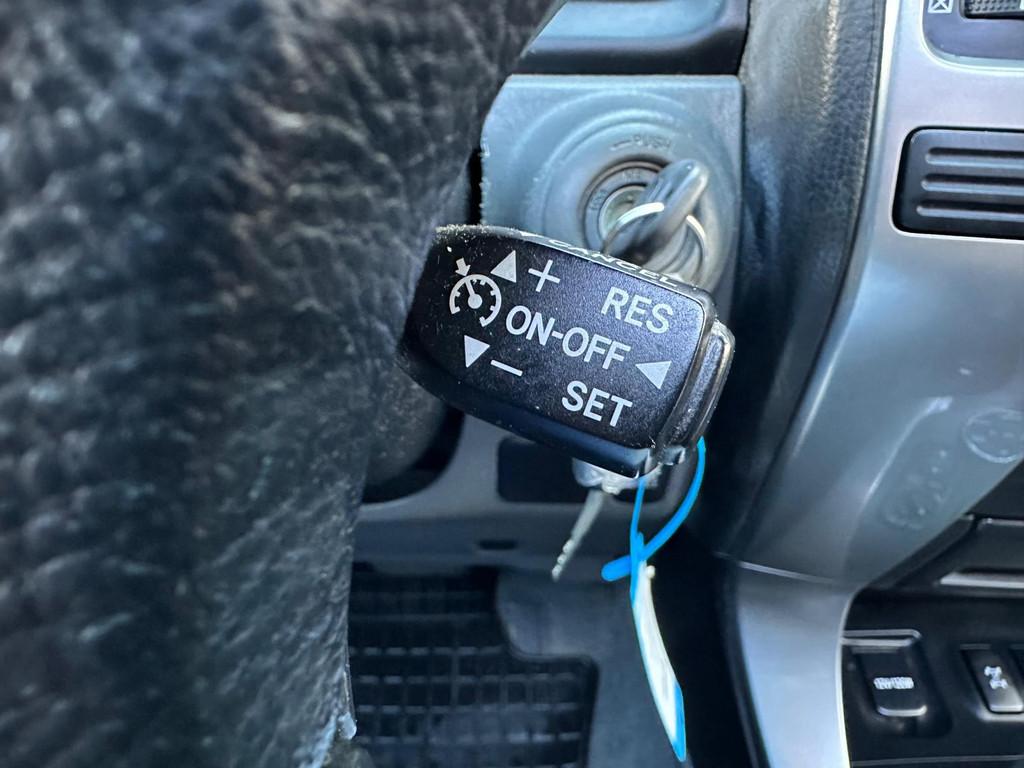 PUSH
CANCEL
▲+
RES
ON-OFF ◄
▼–
SET